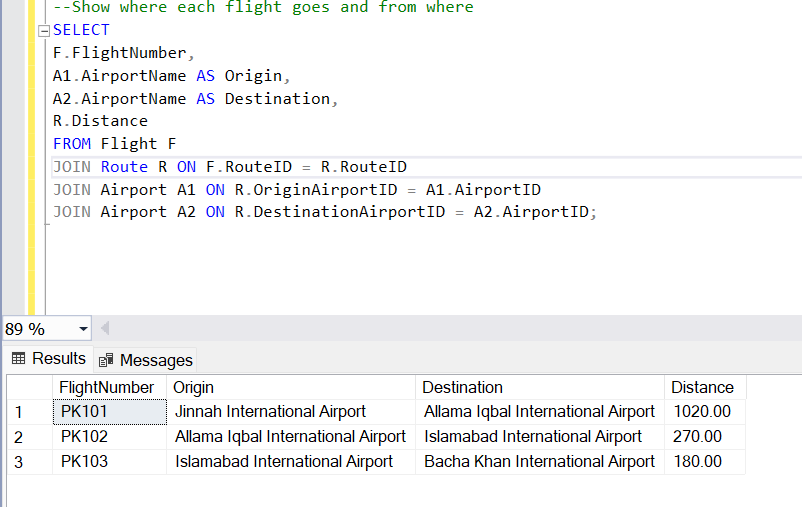 --Show where each flight goes and from where
SELECT
F.FlightNumber,
A1.AirportName AS Origin,
A2.AirportName AS Destination,
R.Distance
FROM Flight F
JOIN Route R ON F.RouteID = R.RouteID
JOIN Airport A1 ON R.OriginAirportID = A1.AirportID
JOIN Airport A2 ON R.DestinationAirportID = A2.AirportID;
89 %
Results Messages
FlightNumber Origin Destination Distance
1 PK101 Jinnah International Airport Allama Iqbal International Airport 1020.00
2 PK102 Allama Iqbal International Airport Islamabad International Airport 270.00
3 PK103 Islamabad International Airport Bacha Khan International Airport 180.00